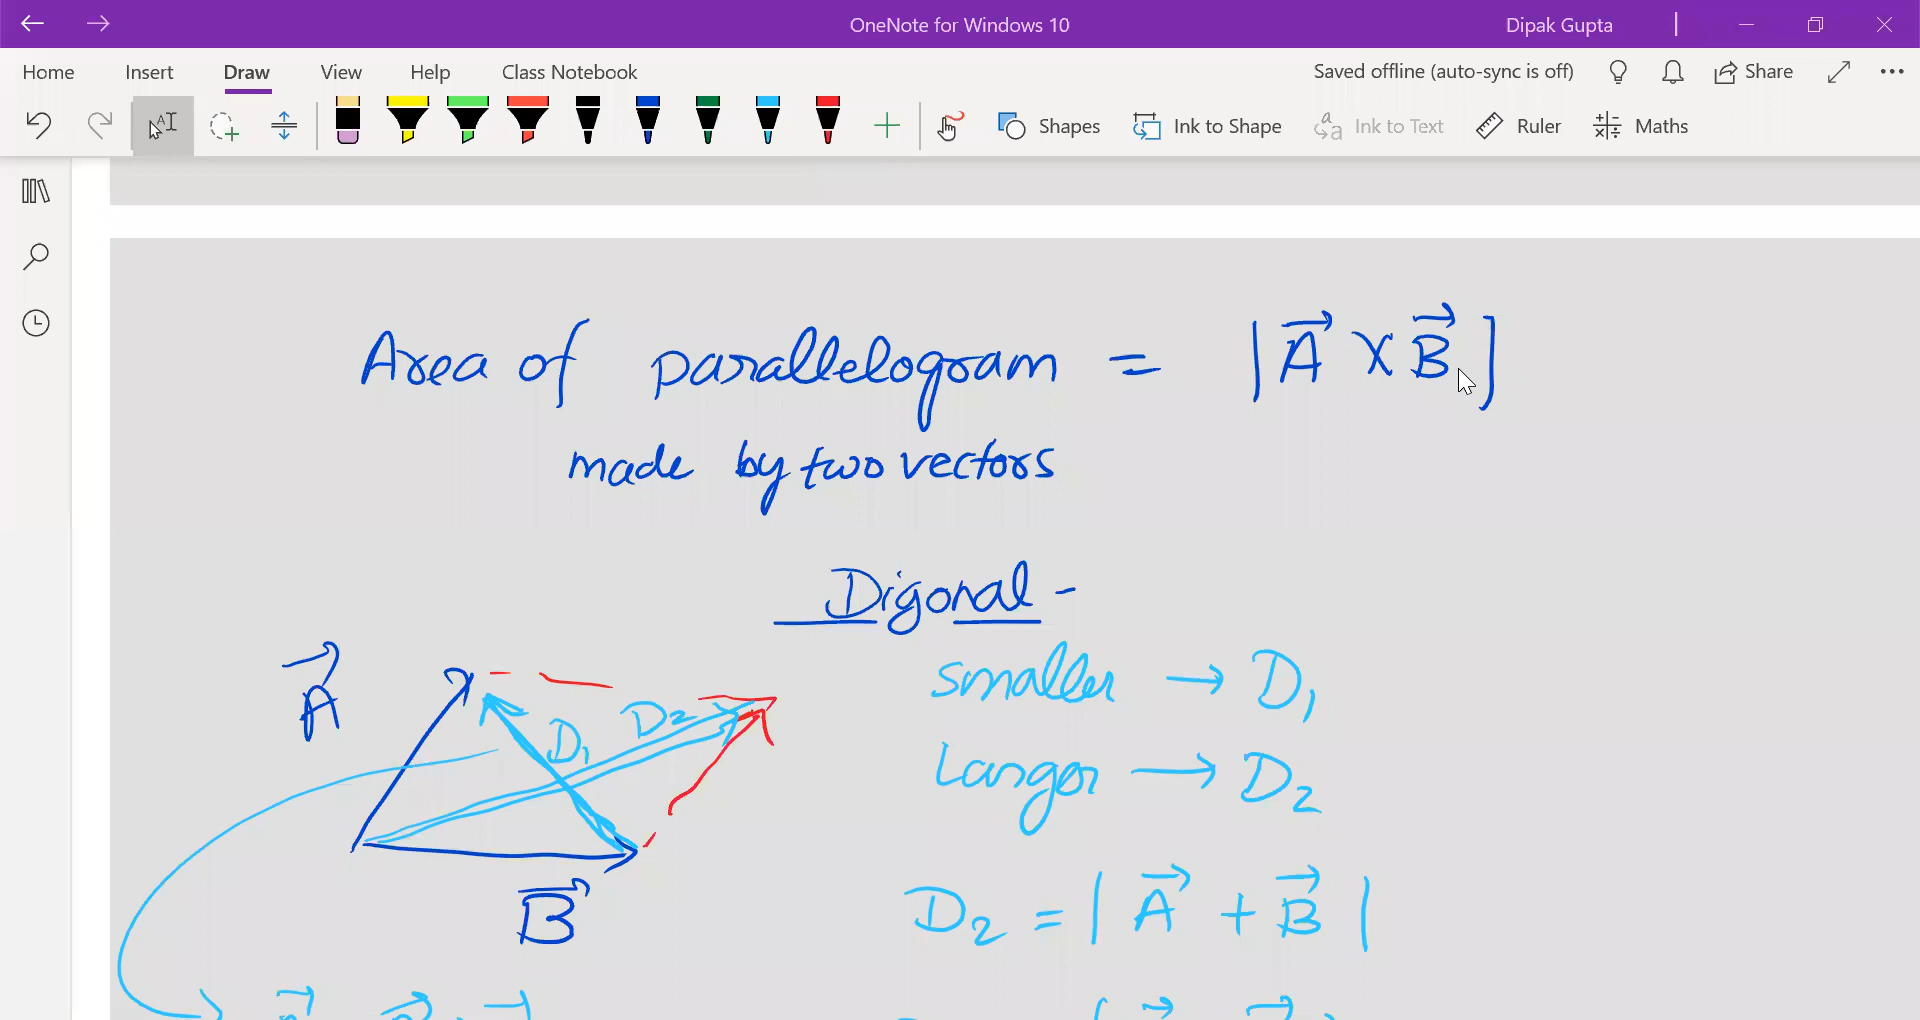 OneNote for Windows 10 Dipak Gupta
Home Insert Draw View Help Class Notebook Saved offline (auto-sync is off) Share
Shapes Ink to Shape Ink to Text Ruler Maths
Area of parallelogram = |A⃗ X B⃗|
made by two vectors
Digonal -
A⃗ smaller → D₁
D₁ D₂
Larger → D₂
B⃗ D₂ = | A⃗ + B⃗ |